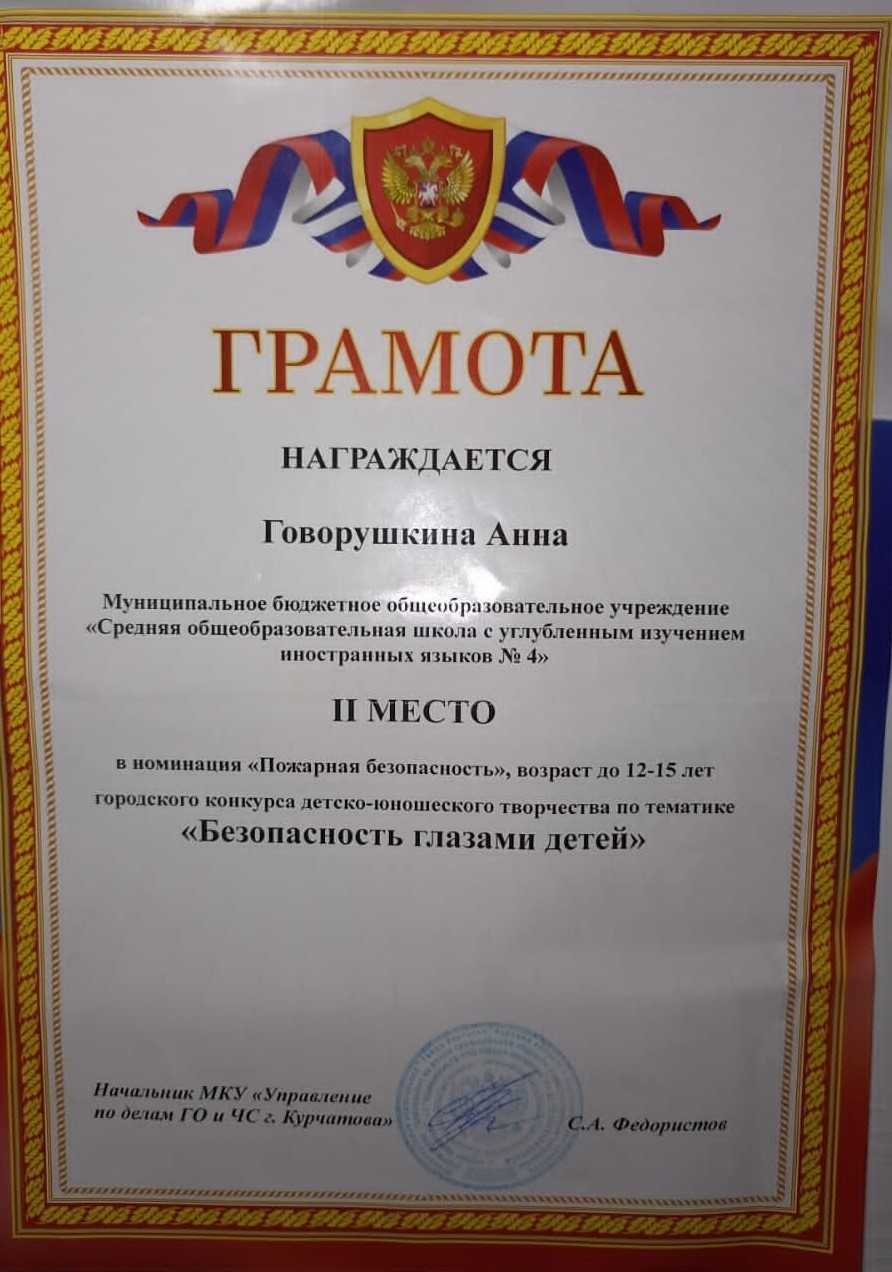 ГРАМОТА
НАГРАЖДАЕТСЯ
Говорушкина Анна
Муниципальное бюджетное общеобразовательное учреждение
«Средняя общеобразовательная школа с углубленным изучением
иностранных языков № 4»
II МЕСТО
в номинация «Пожарная безопасность», возраст до 12-15 лет
городского конкурса детско-юношеского творчества по тематике
«Безопасность глазами детей»
Начальник МКУ «Управление
по делам ГО и ЧС г. Курчатова»
С.А. Федористов